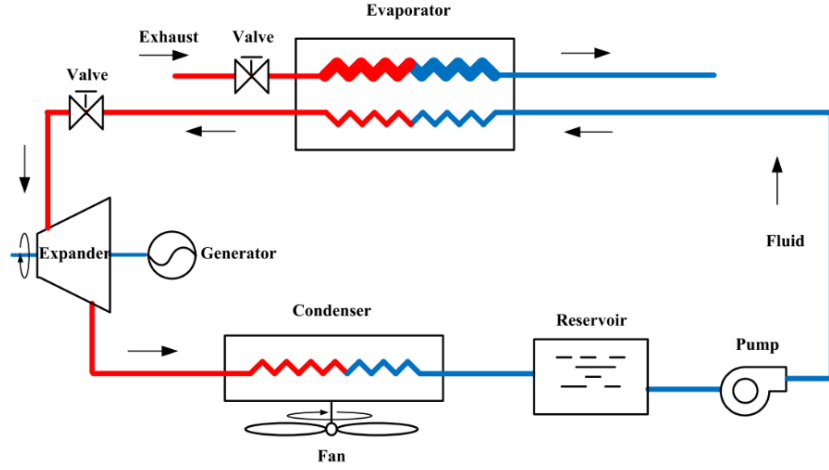 Evaporator
Exhaust
Valve
Valve
Expander
Generator
Fluid
Condenser
Reservoir
Pump
Fan